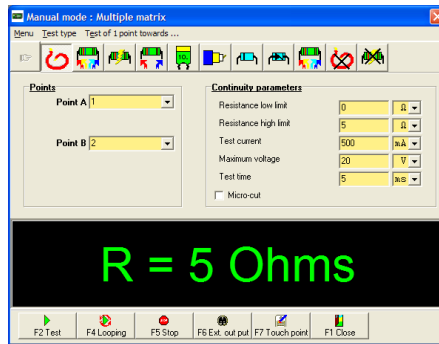 Manual mode : Multiple matrix
Menu Test type Test of 1 point towards ...
Points
Point A 1
Point B 2
Continuity parameters
Resistance low limit 0 Ω
Resistance high limit 5 Ω
Test current 500 mA
Maximum voltage 20 V
Test time 5 ms
Micro-cut
R = 5 Ohms
F2 Test F4 Looping F5 Stop F6 Ext. out put F7 Touch point F1 Close